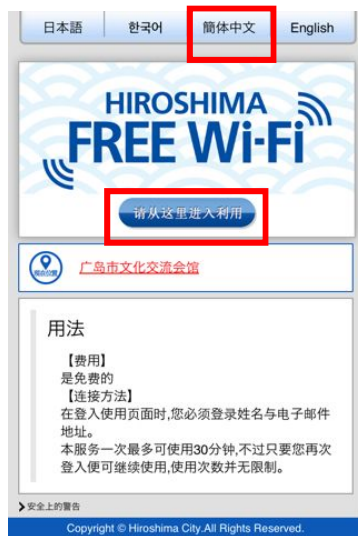 日本語 한국어 簡体中文 English
HIROSHIMA
FREE Wi-Fi
请从这里进入利用
现在位置
广岛市文化交流会馆
用法
【费用】
是免费的
【连接方法】
在登入使用页面时,您必须登录姓名与电子邮件
地址。
本服务一次最多可使用30分钟,不过只要您再次
登入便可继续使用,使用次数并无限制。
安全上的警告
Copyright © Hiroshima City.All Rights Reserved.